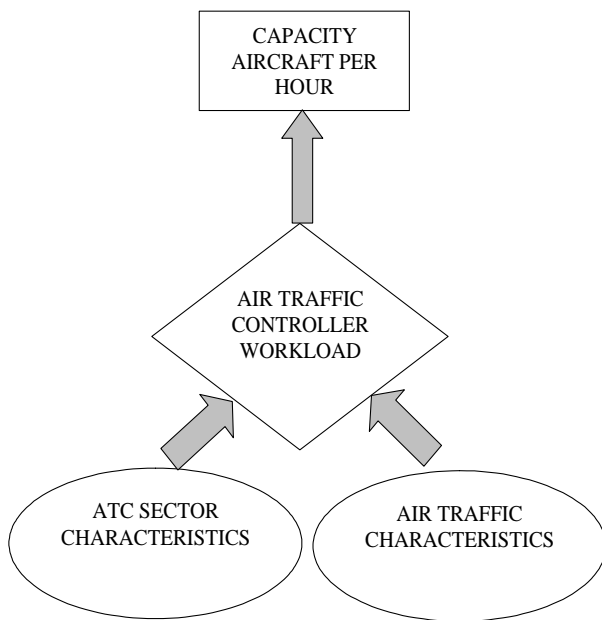 CAPACITY
AIRCRAFT PER
HOUR
AIR TRAFFIC
CONTROLLER
WORKLOAD
ATC SECTOR
CHARACTERISTICS
AIR TRAFFIC
CHARACTERISTICS